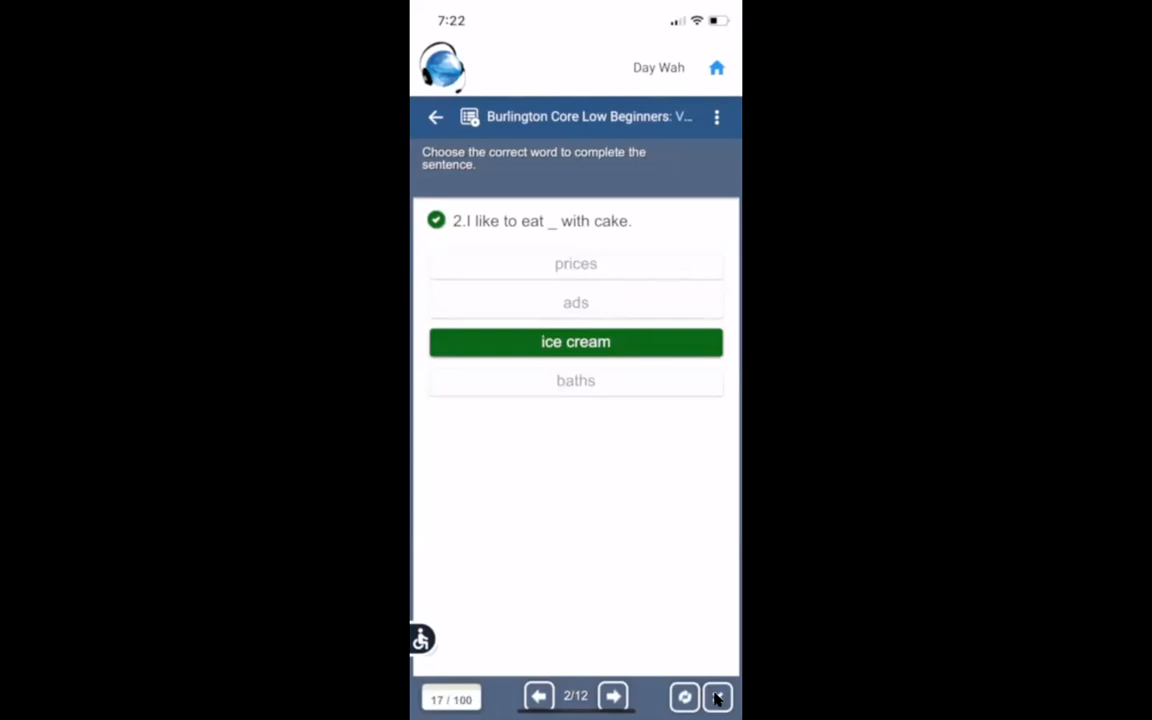 7:22
Day Wah
Burlington Core Low Beginners: V...
Choose the correct word to complete the
sentence.
2.I like to eat _ with cake.
prices
ads
ice cream
baths
17 / 100
2/12